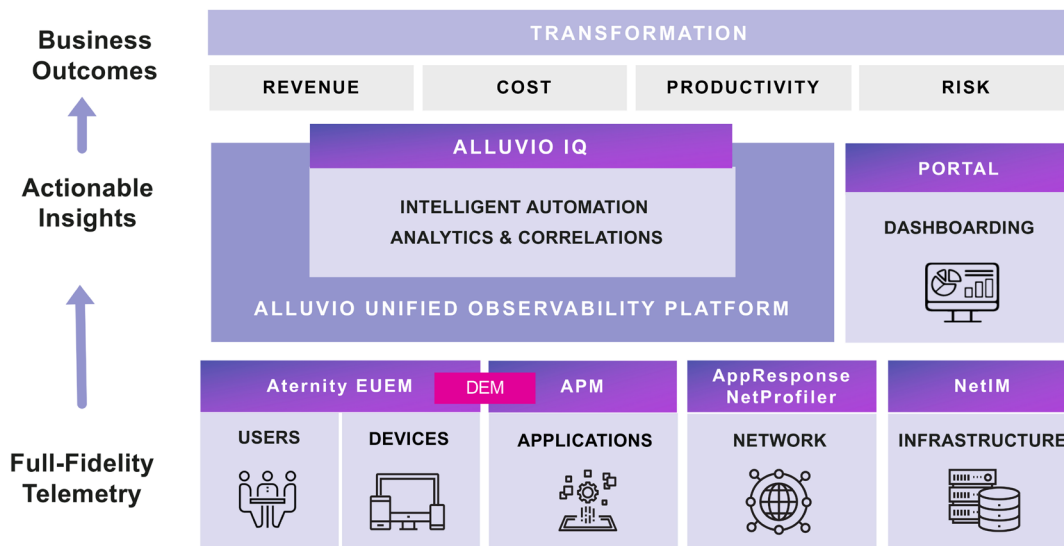 Business
Outcomes
TRANSFORMATION
REVENUE
COST
PRODUCTIVITY
RISK
Actionable
Insights
ALLUVIO IQ
INTELLIGENT AUTOMATION
ANALYTICS & CORRELATIONS
ALLUVIO UNIFIED OBSERVABILITY PLATFORM
PORTAL
DASHBOARDING
Full-Fidelity
Telemetry
Aternity EUEM
DEM
APM
AppResponse
NetProfiler
NetIM
USERS
DEVICES
APPLICATIONS
NETWORK
INFRASTRUCTURE